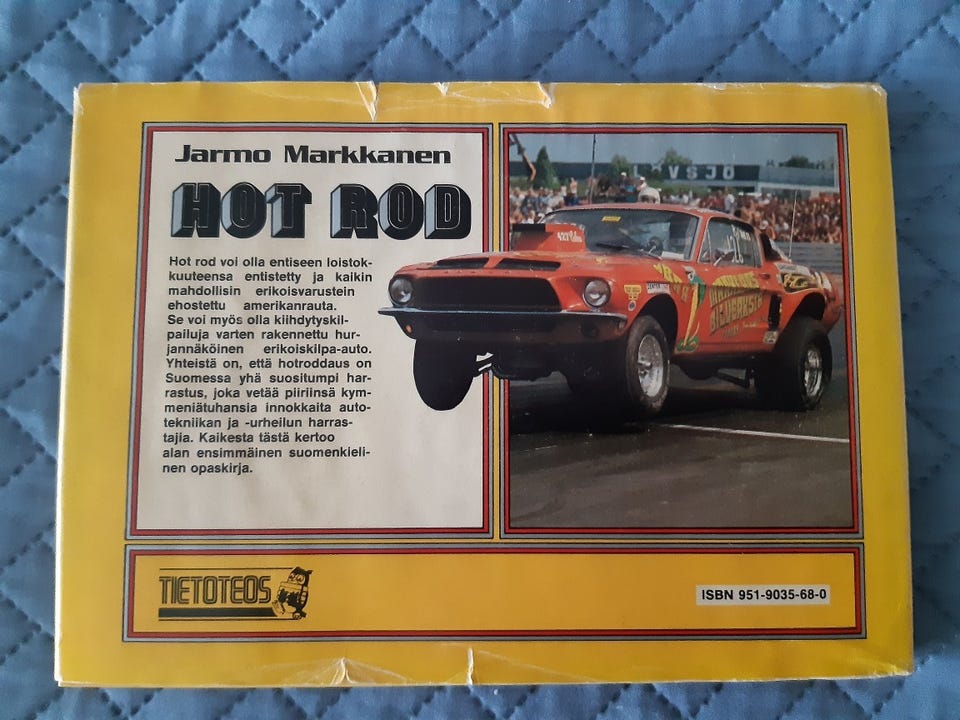 Jarmo Markkanen
HOT ROD
Hot rod voi olla entiseen loistok-
kuuteensa entistetty ja kaikin
mahdollisin erikoisvarustein
ehostettu amerikanrauta.
Se voi myös olla kiihdytyskil-
pailuja varten rakennettu hur-
jannäköinen erikoiskilpa-auto.
Yhteistä on, että hotroddaus on
Suomessa yhä suositumpi har-
rastus, joka vetää piiriinsä kym-
meniätuhansia innokkaita auto-
tekniikan ja -urheilun harras-
tajia. Kaikesta tästä kertoo
alan ensimmäinen suomenkieli-
nen opaskirja.
VSJO
427
TIETOTEOS
ISBN 951-9035-68-0